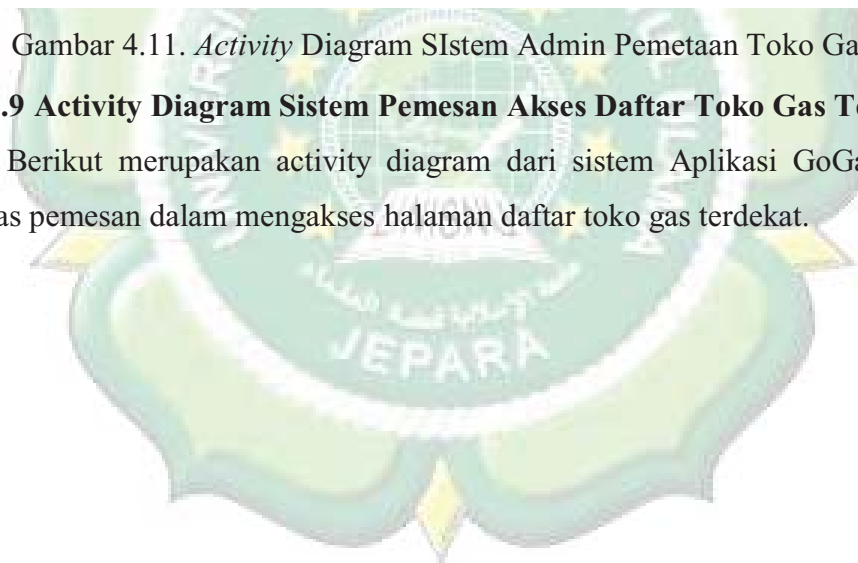 Gambar 4.11. Activity Diagram SIstem Admin Pemetaan Toko Ga
.9 Activity Diagram Sistem Pemesan Akses Daftar Toko Gas Te
Berikut merupakan activity diagram dari sistem Aplikasi GoGa
as pemesan dalam mengakses halaman daftar toko gas terdekat.
JEPARA